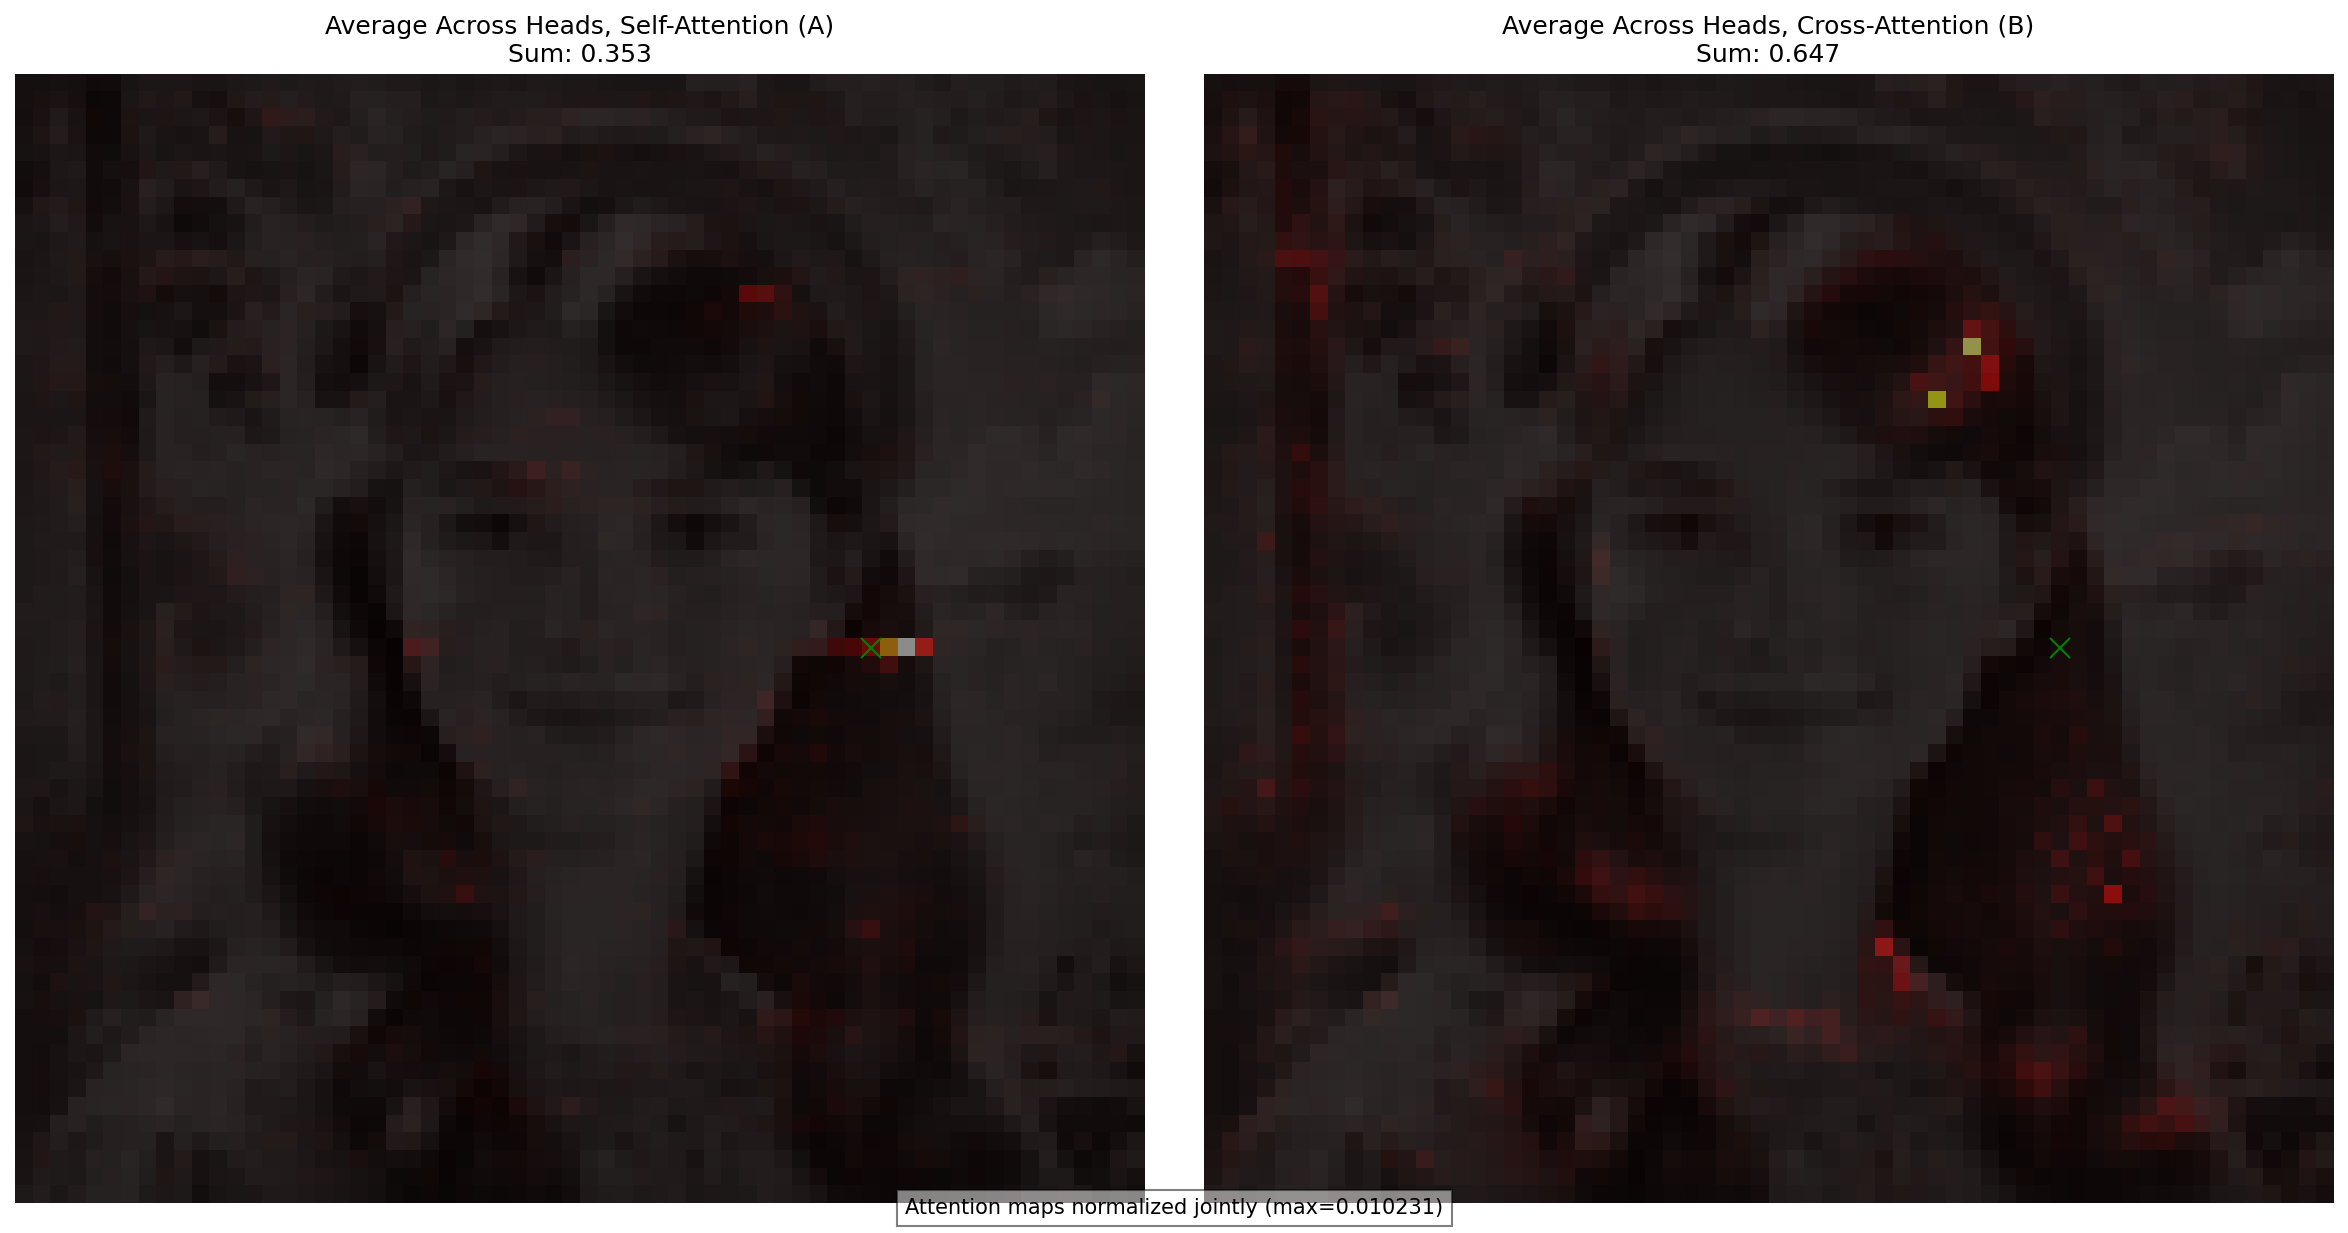 Average Across Heads, Self-Attention (A)
Sum: 0.353
Average Across Heads, Cross-Attention (B)
Sum: 0.647
Attention maps normalized jointly (max=0.010231)